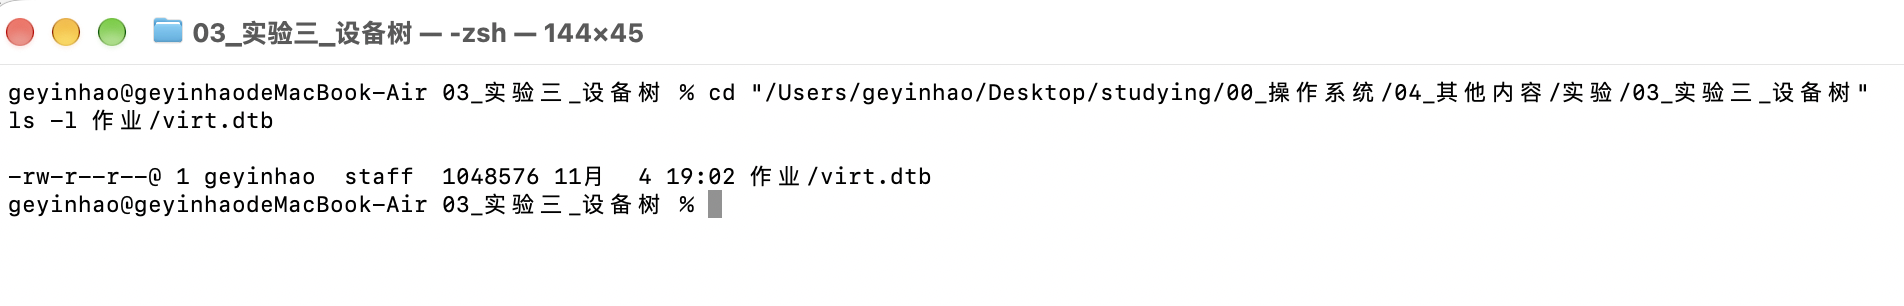 03_实验三_设备树 — -zsh — 144×45
geyinhao@geyinhaodeMacBook-Air 03_实验三_设备树 % cd "/Users/geyinhao/Desktop/studying/00_操作系统/04_其他内容/实验/03_实验三_设备树"
ls -l 作业/virt.dtb
-rw-r--r--@ 1 geyinhao  staff  1048576 11月  4 19:02 作业/virt.dtb
geyinhao@geyinhaodeMacBook-Air 03_实验三_设备树 %